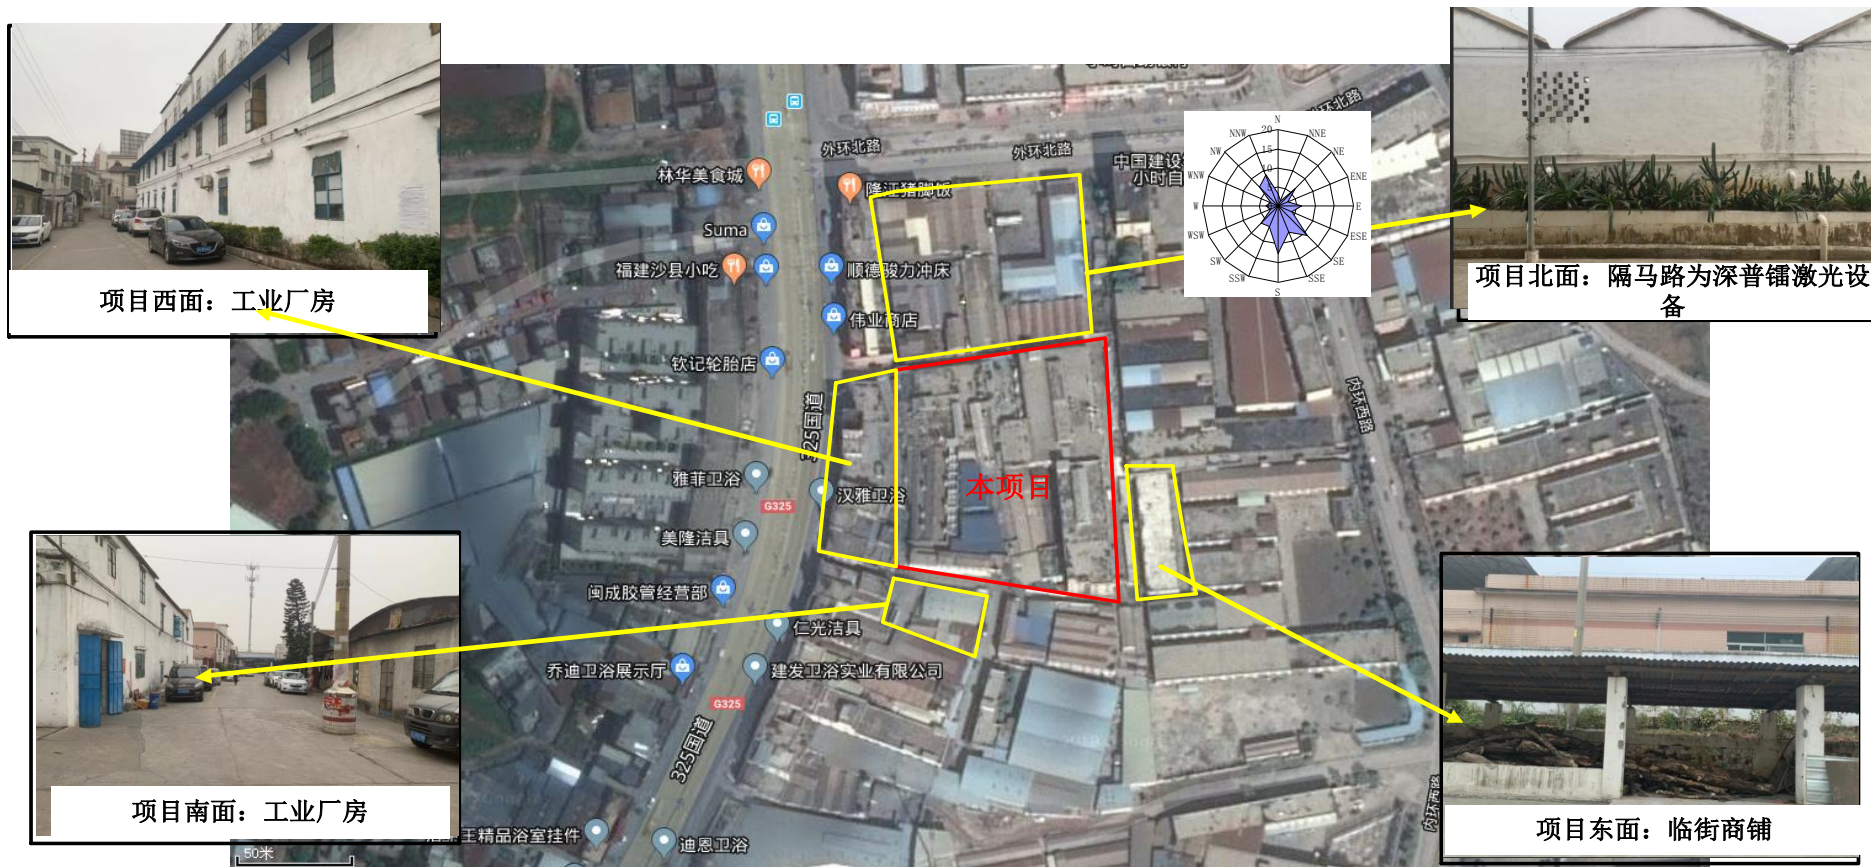 项目西面：工业厂房
项目北面：隔马路为深普镭激光设
备
项目南面：工业厂房
项目东面：临街商铺
本项目
外环北路
外环北路
外环北路
中国建设
小时自
林华美食城
隆江猪脚饭
Suma
福建沙县小吃
顺德骏力冲床
伟业商店
钦记轮胎店
325国道
内环西路
雅菲卫浴
汉雅卫浴
G325
美隆洁具
闽成胶管经营部
仁光洁具
乔迪卫浴展示厅
建发卫浴实业有限公司
G325
325国道
内环西路
王精品浴室挂件
迪恩卫浴
50米
N
NNE
NE
ENE
E
ESE
SE
SSE
S
SSW
SW
WSW
W
WNW
NW
NNW
20
15
10